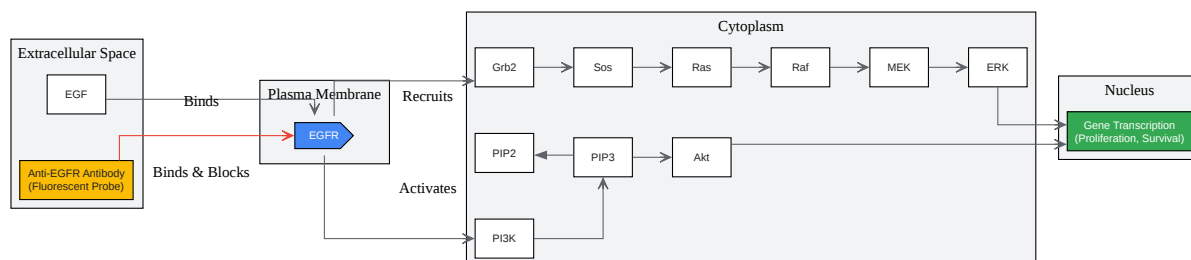 Extracellular Space
EGF
Anti-EGFR Antibody
(Fluorescent Probe)
Binds
Binds & Blocks
Plasma Membrane
EGFR
Recruits
Activates
Cytoplasm
Grb2
Sos
Ras
Raf
MEK
ERK
PIP2
PIP3
Akt
PI3K
Nucleus
Gene Transcription
(Proliferation, Survival)